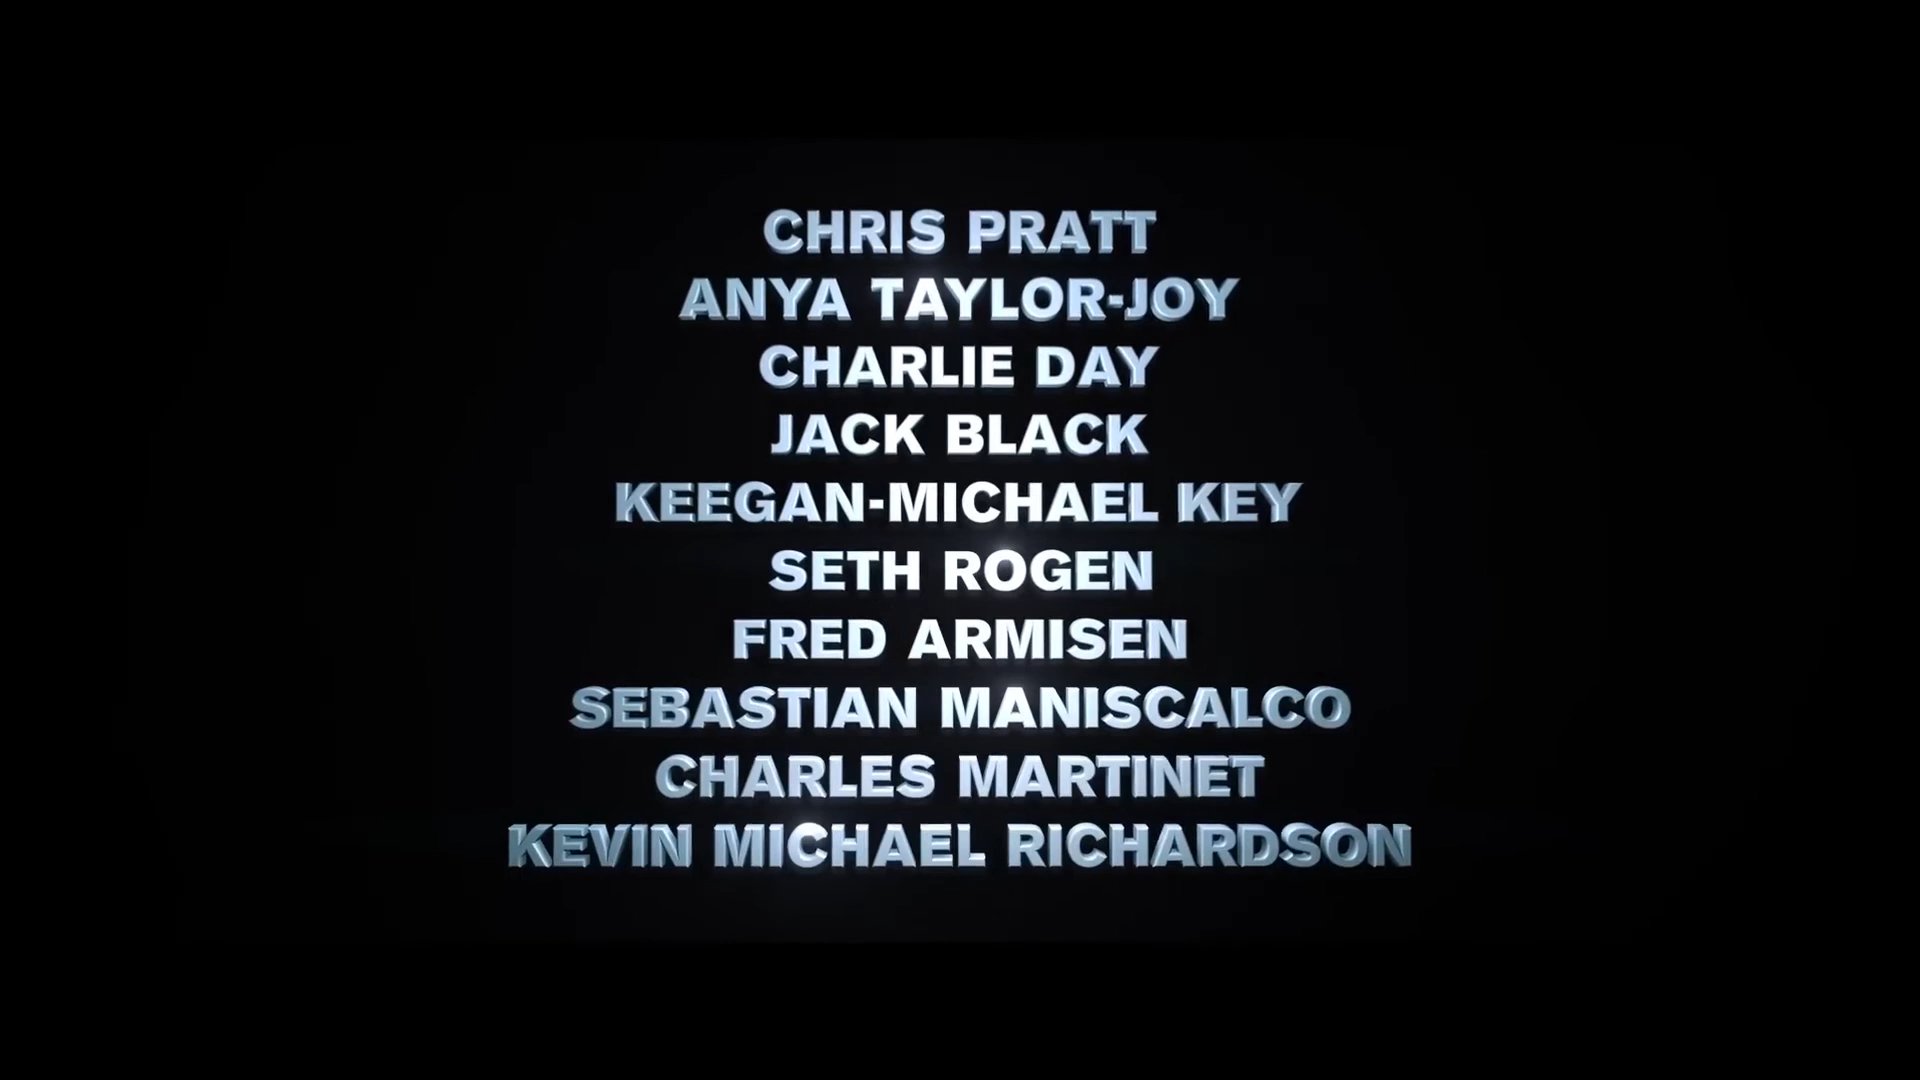 CHRIS PRATT
ANYA TAYLOR-JOY
CHARLIE DAY
JACK BLACK
KEEGAN-MICHAEL KEY
SETH ROGEN
FRED ARMISEN
SEBASTIAN MANISCALCO
CHARLES MARTINET
KEVIN MICHAEL RICHARDSON